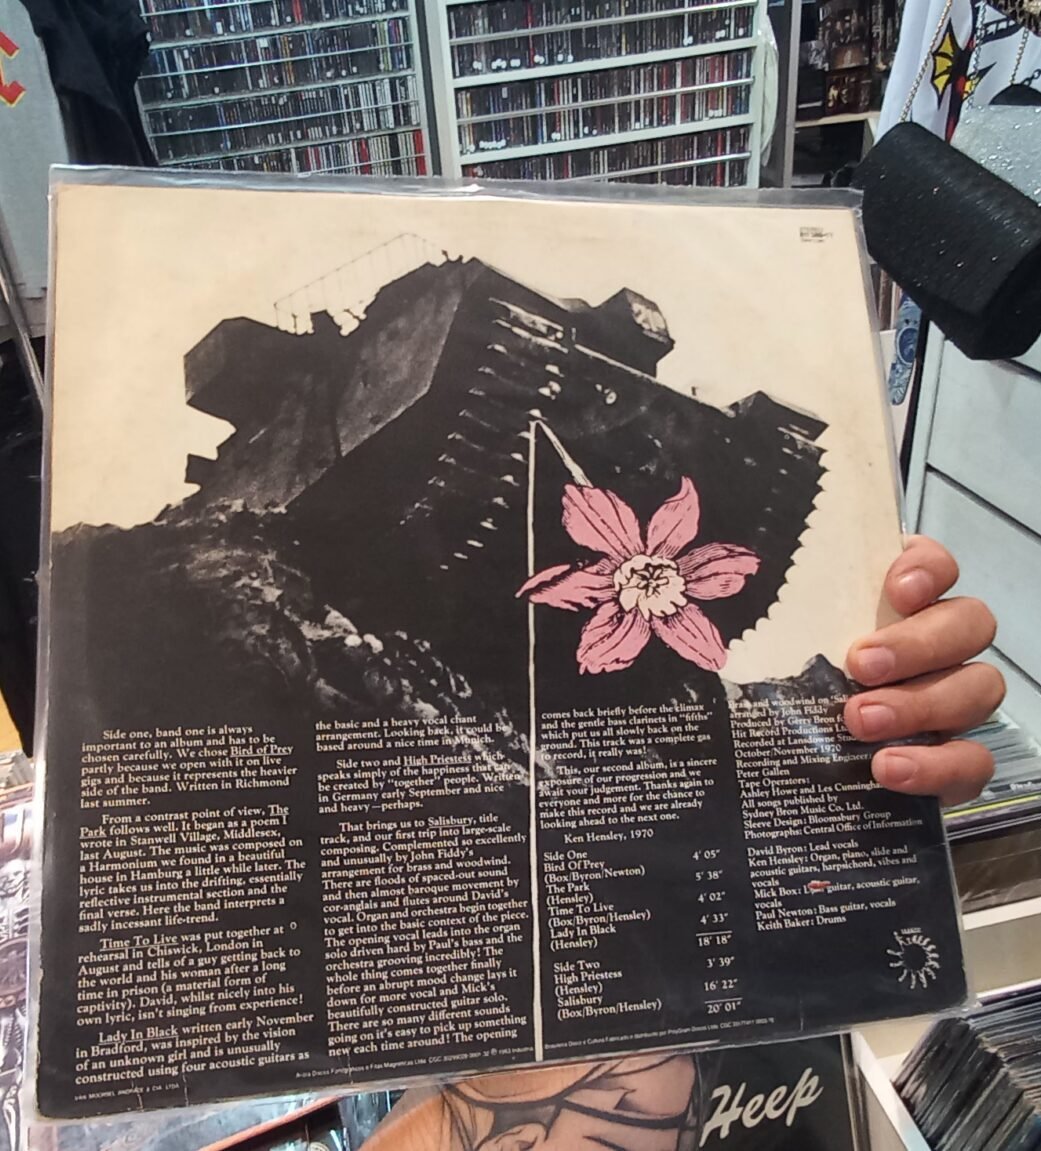 Side one, band one is always
important to an album and has to be
chosen carefully. We chose Bird of Prey
partly because we open with it on live
gigs and because it represents the heavier
side of the band. Written in Richmond
last summer.
From a contrast point of view, The
Park follows well. It began as a poem I
wrote in Stanwell Village, Middlesex,
last August. The music was composed on
a Harmonium we found in a beautiful
house in Hamburg a little while later. The
lyric takes us into the drifting, essentially
reflective instrumental section and the
final verse. Here the band interprets a
sadly incessant life-trend.
Time To Live was put together at
rehearsal in Chiswick, London in
August and tells of a guy getting back to
the world and his woman after a long
time in prison (a material form of
captivity). David, whilst nicely into his
own lyric, isn't singing from experience!
Lady In Black written early November
in Bradford, was inspired by the vision
of an unknown girl and is unusually
constructed using four acoustic guitars as
the basic and a heavy vocal chant
arrangement. Looking back, it could be
based around a nice time in Munich.
Side two and High Priestess which
speaks simply of the happiness that can
be created by "together" people. Written
in Germany early September and nice
and heavy—perhaps.
That brings us to Salisbury, title
track, and our first trip into large-scale
composing. Complemented so excellently
and unusually by John Fiddy's
arrangement for brass and woodwind.
There are floods of spaced-out sound
and then almost baroque movement by
cor-anglais and flutes around David's
vocal. Organ and orchestra begin together
to get into the basic context of the piece.
The opening vocal leads into the organ
solo driven hard by Paul's bass and the
orchestra grooving incredibly! The
whole thing comes together finally
before an abrupt mood change lays it
down for more vocal and Mick's
beautifully constructed guitar solo.
There are so many different sounds
going on it's easy to pick up something
new each time around! The opening
comes back briefly before the climax
and the gentle bass clarinets in "fifths"
which put us all slowly back on the
ground. This track was a complete gas
to record, it really was!
This, our second album, is a sincere
exposure of our progression and we
await your judgement. Thanks again to
everyone and more for the chance to
make this record and we are already
looking ahead to the next one.
Ken Hensley, 1970
Side One
Bird Of Prey 4' 05"
(Box/Byron/Newton)
The Park 5' 38"
(Hensley)
Time To Live 4' 02"
(Box/Byron/Hensley)
Lady In Black 4' 33"
(Hensley)
18' 18"
Side Two
High Priestess 3' 39"
(Hensley)
Salisbury 16' 22"
(Box/Byron/Hensley)
20' 01"
Brass and woodwind on
arranged by John Fiddy
Produced by Gerry Bron
Hit Record Productions
Recorded at Lansdowne
October/November 1970
Recording and Mixing Engineer
Peter Gallen
Tape Operators:
Ashley Howe and Les
All songs published by
Sydney Bron Music Co. Ltd.
Sleeve Design: Bloomsbury Group
Photographs: Central Office of Information
David Byron: Lead vocals
Ken Hensley: Organ, piano, slide and
acoustic guitars, harpsichord, vibes and
vocals
Mick Box: guitar, acoustic guitar,
vocals
Paul Newton: Bass guitar, vocals
Keith Baker: Drums
Heep